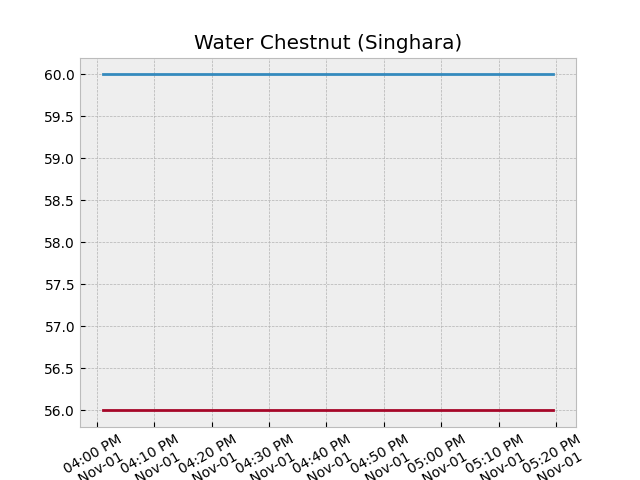 Water Chestnut (Singhara)
60.0
59.5
59.0
58.5
58.0
57.5
57.0
56.5
56.0
04:00 PM
Nov-01
04:10 PM
Nov-01
04:20 PM
Nov-01
04:30 PM
Nov-01
04:40 PM
Nov-01
04:50 PM
Nov-01
05:00 PM
Nov-01
05:10 PM
Nov-01
05:20 PM
Nov-01